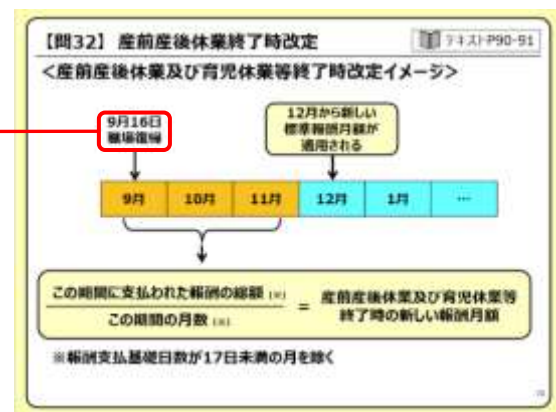 【問32】 産前産後休業終了時改定
テキストP90-91
＜産前産後休業及び育児休業等終了時改定イメージ＞
9月16日
職場復帰
12月から新しい
標準報酬月額が
適用される
9月
10月
11月
12月
1月
…
この期間に支払われた報酬の総額（※）
この期間の月数（※）
=
産前産後休業及び育児休業等
終了時の新しい報酬月額
※報酬支払基礎日数が17日未満の月を除く